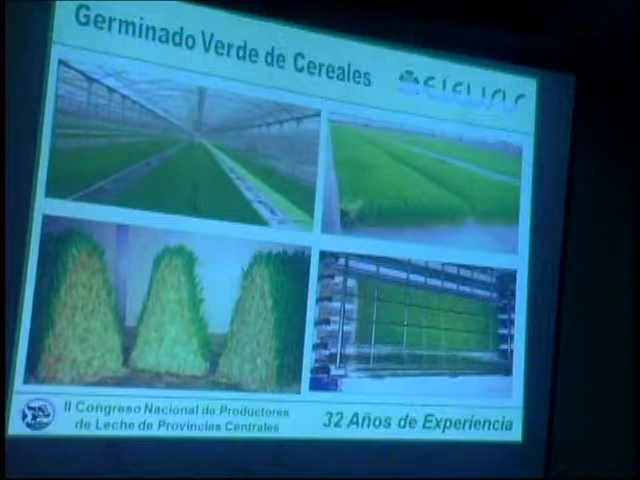 Germinado Verde de Cereales
II Congreso Nacional de Productores
de Leche de Provincias Centrales
32 Años de Experiencia